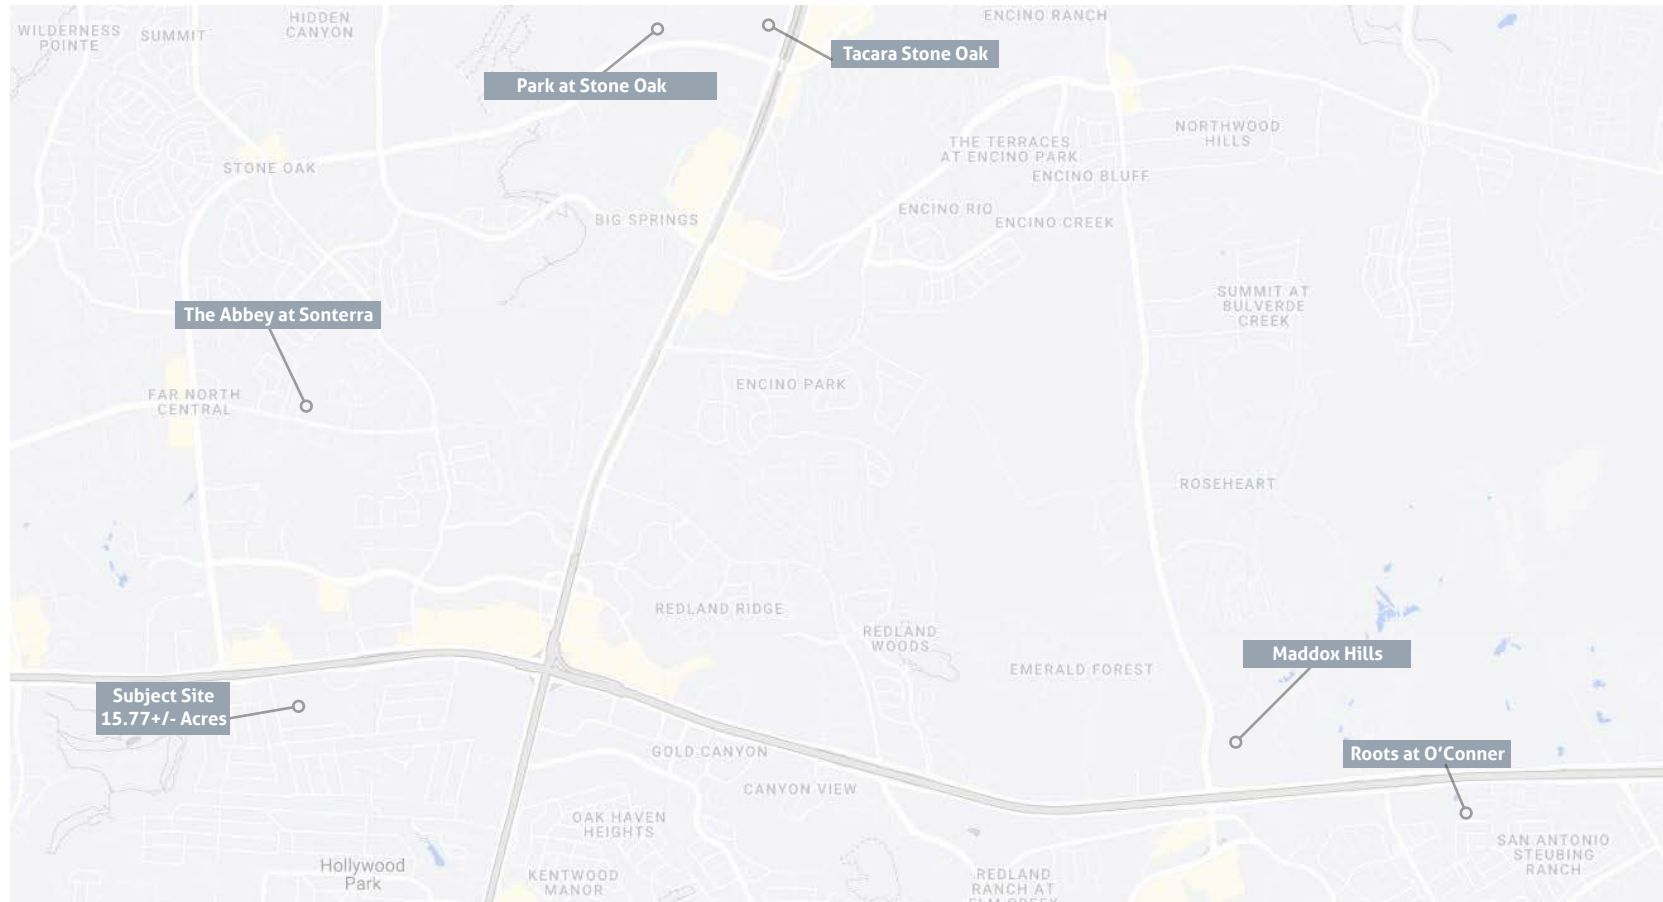 WILDERNESS
POINTE
SUMMIT
HIDDEN
CANYON
ENCINO RANCH
Tacara Stone Oak
Park at Stone Oak
NORTHWOOD
HILLS
THE TERRACES
AT ENCINO PARK
STONE OAK
ENCINO BLUFF
ENCINO RIO
BIG SPRINGS
ENCINO CREEK
SUMMIT AT
BULVERDE
CREEK
The Abbey at Sonterra
ENCINO PARK
FAR NORTH
CENTRAL
ROSEHEART
REDLAND RIDGE
REDLAND
WOODS
Maddox Hills
EMERALD FOREST
Subject Site
15.77+/- Acres
GOLD CANYON
Roots at O’Conner
CANYON VIEW
OAK HAVEN
HEIGHTS
SAN ANTONIO
STEUBING
RANCH
Hollywood
Park
KENTWOOD
MANOR
REDLAND
RANCH AT
ELM CREEK